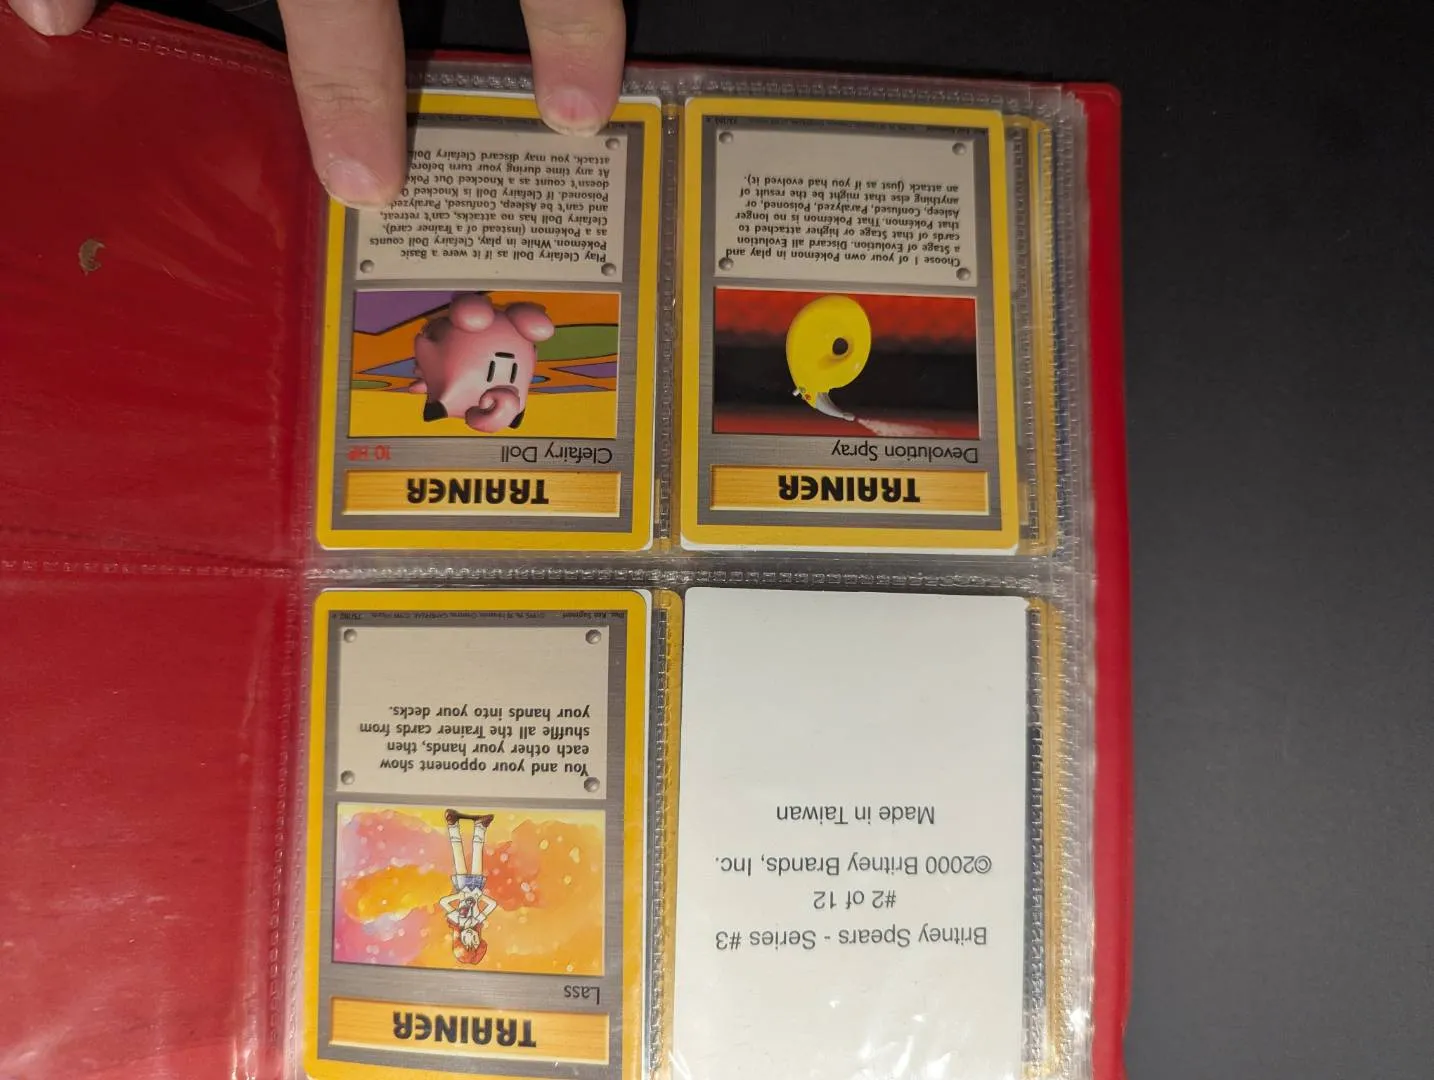 TRAINER
Lass
You and your opponent show
each other your hands, then
shuffle all the Trainer cards from
your hands into your decks.
Illus. Ken Sugimori
75/102
Britney Spears - Series #3
#2 of 12
©2000 Britney Brands, Inc.
Made in Taiwan
TRAINER
Devolution Spray
Choose 1 of your own Pokémon in play and
a Stage of Evolution. Discard all Evolution
cards of that Stage or higher attached to
that Pokémon. That Pokémon is no longer
Asleep, Confused, Paralyzed, Poisoned, or
anything else that might be the result of
an attack (just as if you had evolved it).
TRAINER
Clefairy Doll 10 HP
Play Clefairy Doll as if it were a Basic
Pokémon. While in play, Clefairy Doll counts
as a Pokémon (instead of a Trainer card).
Clefairy Doll has no attacks, can't retreat,
and can't be Asleep, Confused, Paralyzed
Poisoned. If Clefairy Doll is Knocked O
doesn't count as a Knocked Out Pok
At any time during your turn before
attack, you may discard Clefairy Doll